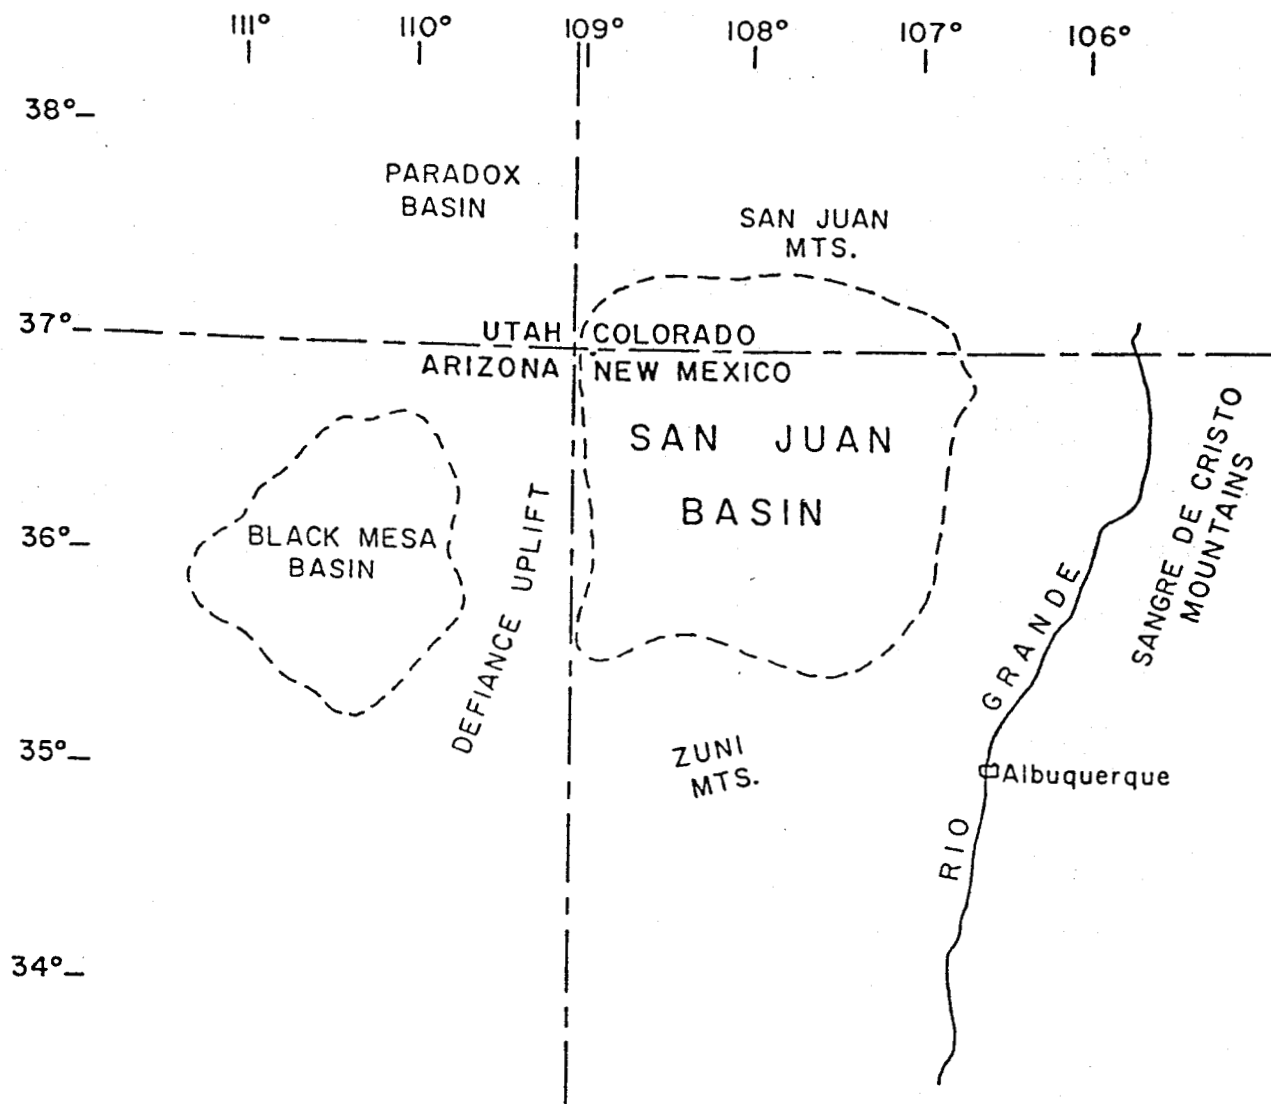 111° 110° 109° 108° 107° 106°
38°
PARADOX
BASIN
SAN JUAN
MTS.
37°
UTAH COLORADO
ARIZONA NEW MEXICO
SAN JUAN
BASIN
36°
BLACK MESA
BASIN
DEFIANCE UPLIFT
SANGRE DE CRISTO
MOUNTAINS
RIO GRANDE
35°
ZUNI
MTS.
Albuquerque
34°